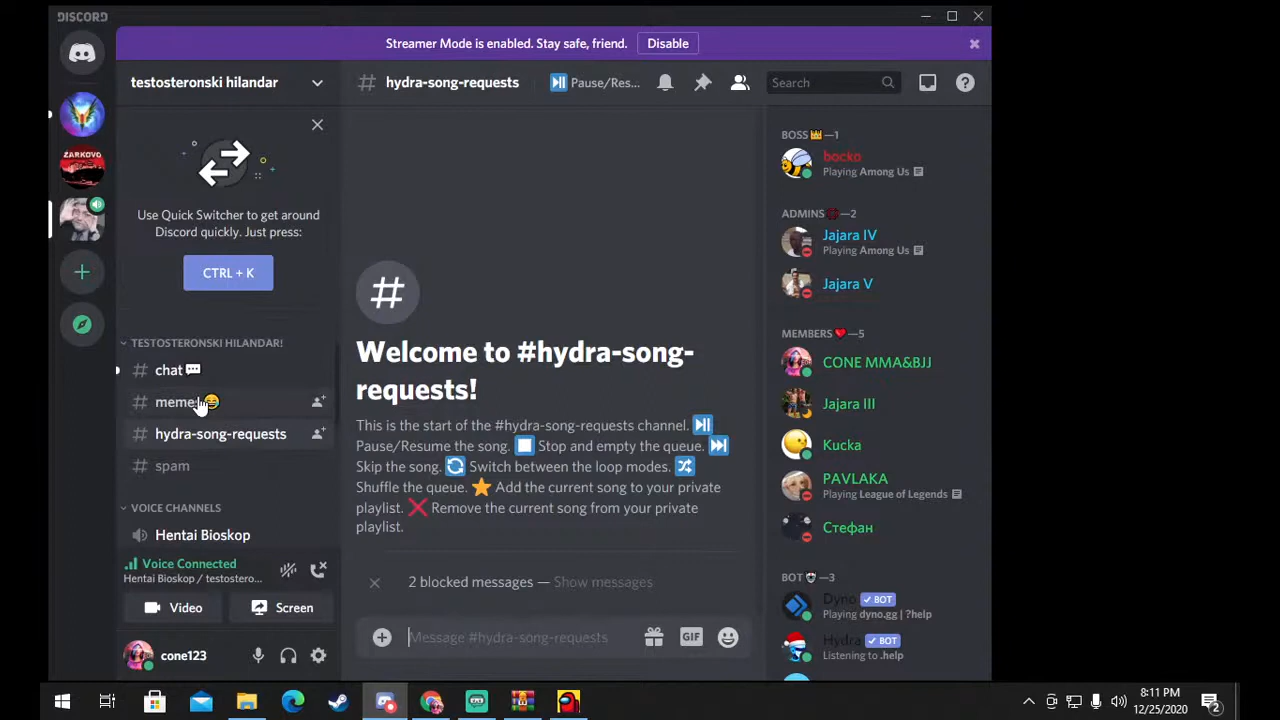 DISCORD
Streamer Mode is enabled. Stay safe, friend.
Disable
testosteronski hilandar
hydra-song-requests
Pause/Res...
Search
Use Quick Switcher to get around
Discord quickly. Just press:
CTRL + K
ŽARKOVO
TESTOSTERONSKI HILANDAR!
chat
meme
hydra-song-requests
spam
VOICE CHANNELS
Hentai Bioskop
Voice Connected
Hentai Bioskop / testostero...
Video
Screen
cone123
Welcome to #hydra-song-
requests!
This is the start of the #hydra-song-requests channel.
Pause/Resume the song. Stop and empty the queue.
Skip the song. Switch between the loop modes.
Shuffle the queue. Add the current song to your private
playlist. Remove the current song from your private
playlist.
2 blocked messages — Show messages
Message #hydra-song-requests
GIF
BOSS —1
bocko
Playing Among Us
ADMINS —2
Jajara IV
Playing Among Us
Jajara V
MEMBERS —5
CONE MMA&BJJ
Jajara III
Kucka
PAVLAKA
Playing League of Legends
Стефан
BOT —3
Dyno BOT
Playing dyno.gg | ?help
Hydra BOT
Listening to .help
8:11 PM
12/25/2020
2